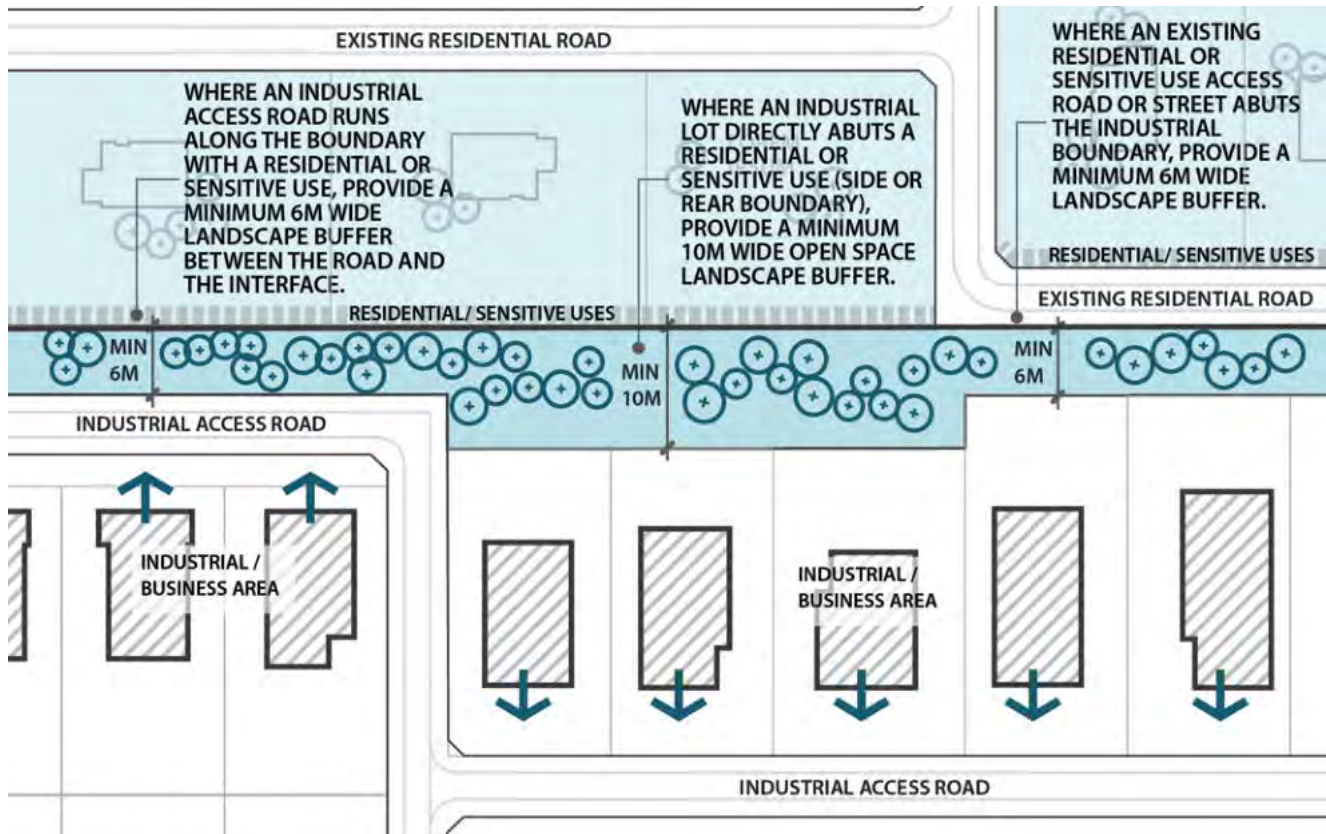 EXISTING RESIDENTIAL ROAD
WHERE AN INDUSTRIAL
ACCESS ROAD RUNS
ALONG THE BOUNDARY
WITH A RESIDENTIAL OR
SENSITIVE USE, PROVIDE A
MINIMUM 6M WIDE
LANDSCAPE BUFFER
BETWEEN THE ROAD AND
THE INTERFACE.
WHERE AN INDUSTRIAL
LOT DIRECTLY ABUTS A
RESIDENTIAL OR
SENSITIVE USE (SIDE OR
REAR BOUNDARY),
PROVIDE A MINIMUM
10M WIDE OPEN SPACE
LANDSCAPE BUFFER.
WHERE AN EXISTING
RESIDENTIAL OR
SENSITIVE USE ACCESS
ROAD OR STREET ABUTS
THE INDUSTRIAL
BOUNDARY, PROVIDE A
MINIMUM 6M WIDE
LANDSCAPE BUFFER.
RESIDENTIAL/ SENSITIVE USES
EXISTING RESIDENTIAL ROAD
RESIDENTIAL/ SENSITIVE USES
MIN
6M
MIN
10M
MIN
6M
INDUSTRIAL ACCESS ROAD
INDUSTRIAL /
BUSINESS AREA
INDUSTRIAL /
BUSINESS AREA
INDUSTRIAL ACCESS ROAD